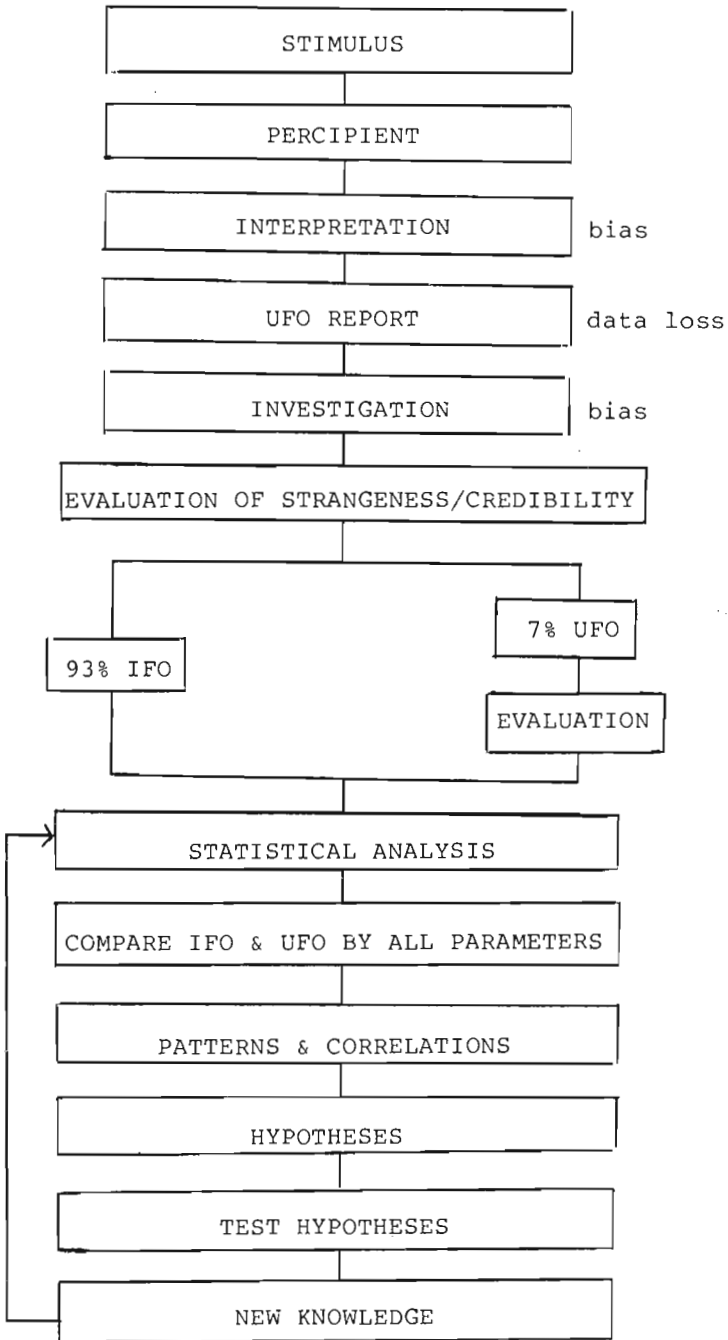 STIMULUS
PERCIPIENT
INTERPRETATION bias
UFO REPORT data loss
INVESTIGATION bias
EVALUATION OF STRANGENESS/CREDIBILITY
7% UFO
93% IFO
EVALUATION
STATISTICAL ANALYSIS
COMPARE IFO & UFO BY ALL PARAMETERS
PATTERNS & CORRELATIONS
HYPOTHESES
TEST HYPOTHESES
NEW KNOWLEDGE